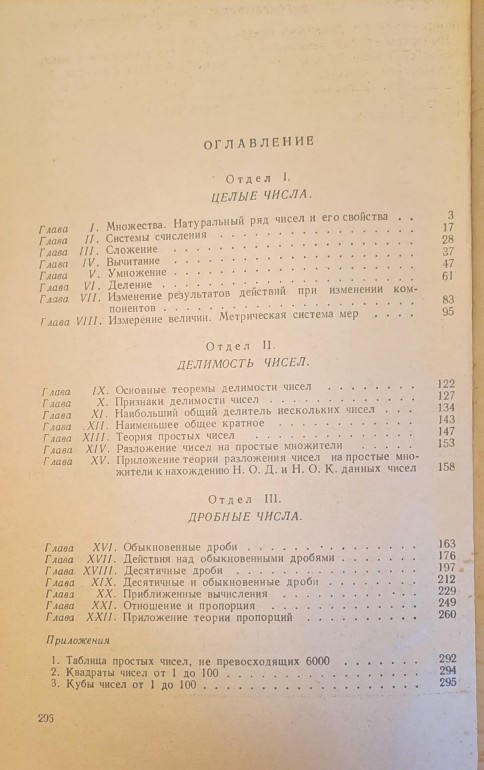 ОГЛАВЛЕНИЕ
Отдел I.
ЦЕЛЫЕ ЧИСЛА.
Глава I. Множества. Натуральный ряд чисел и его свойства . . 3
Глава II. Системы счисления . . . . . . . . . . . . . . 17
Глава III. Сложение . . . . . . . . . . . . . . . . . . 28
Глава IV. Вычитание . . . . . . . . . . . . . . . . . . 37
Глава V. Умножение . . . . . . . . . . . . . . . . . . 47
Глава VI. Деление . . . . . . . . . . . . . . . . . . . 61
Глава VII. Изменение результатов действий при изменении ком-
понентов . . . . . . . . . . . . . . . . . . 83
Глава VIII. Измерение величин. Метрическая система мер . . . . 95
Отдел II.
ДЕЛИМОСТЬ ЧИСЕЛ.
Глава IX. Основные теоремы делимости чисел . . . . . . . . 122
Глава X. Признаки делимости чисел . . . . . . . . . . . . 127
Глава XI. Наибольший общий делитель нескольких чисел . . . 134
Глава XII. Наименьшее общее кратное . . . . . . . . . . . 143
Глава XIII. Теория простых чисел . . . . . . . . . . . . 147
Глава XIV. Разложение чисел на простые множители . . . . . 153
Глава XV. Приложение теории разложения чисел на простые мно-
жители к нахождению Н. О. Д. и Н. О. К. данных чисел 158
Отдел III.
ДРОБНЫЕ ЧИСЛА.
Глава XVI. Обыкновенные дроби . . . . . . . . . . . . . 163
Глава XVII. Действия над обыкновенными дробями . . . . . . 176
Глава XVIII. Десятичные дроби . . . . . . . . . . . . . . 197
Глава XIX. Десятичные и обыкновенные дроби . . . . . . . . 212
Глава XX. Приближенные вычисления . . . . . . . . . . . 229
Глава XXI. Отношение и пропорция . . . . . . . . . . . . 249
Глава XXII. Приложение теории пропорций . . . . . . . . . 260
Приложения
1. Таблица простых чисел, не превосходящих 6000 . . . . . . . 292
2. Квадраты чисел от 1 до 100 . . . . . . . . . . . . . . . . 294
3. Кубы чисел от 1 до 100 . . . . . . . . . . . . . . . . . . 295
296